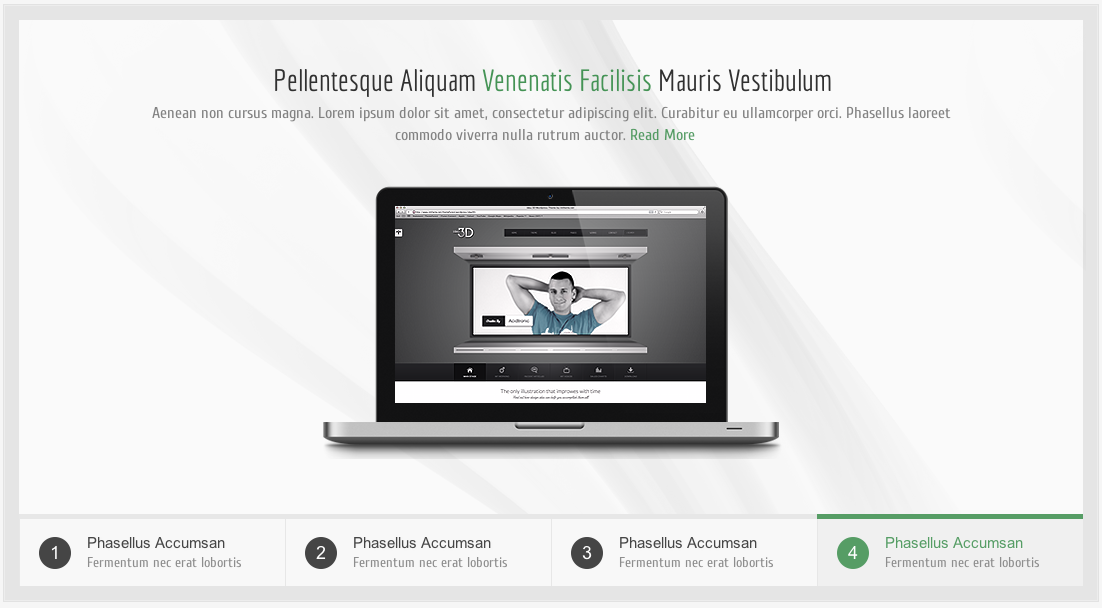 Pellentesque Aliquam Venenatis Facilisis Mauris Vestibulum
Aenean non cursus magna. Lorem ipsum dolor sit amet, consectetur adipiscing elit. Curabitur eu ullamcorper orci. Phasellus laoreet
commodo viverra nulla rutrum auctor. Read More
3D
Acidtronic
The only illustration that improves with time
1
Phasellus Accumsan
Fermentum nec erat lobortis
2
Phasellus Accumsan
Fermentum nec erat lobortis
3
Phasellus Accumsan
Fermentum nec erat lobortis
4
Phasellus Accumsan
Fermentum nec erat lobortis